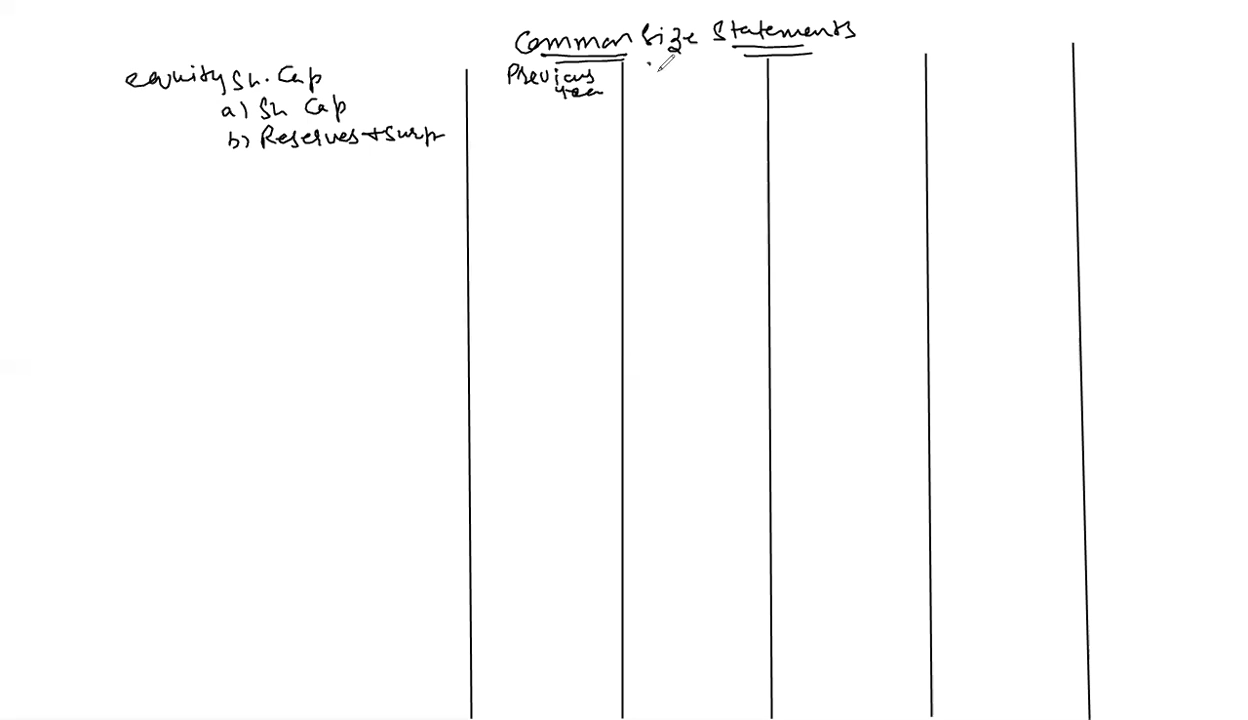 Common Size Statements
equity Sh. Cap
Previous
year
a) Sh Cap
b) Reserves + Surp